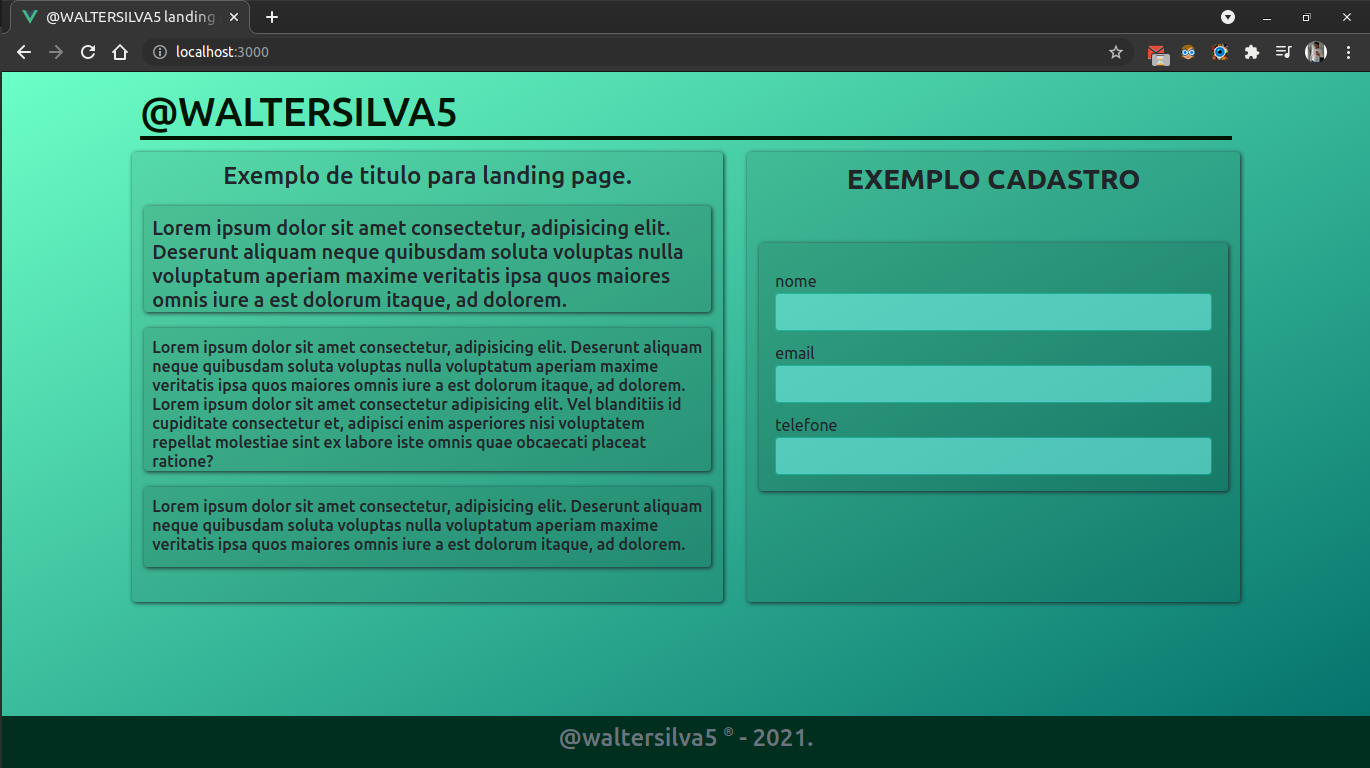 @WALTERSILVA5 landing
localhost:3000
@WALTERSILVA5
Exemplo de titulo para landing page.
Lorem ipsum dolor sit amet consectetur, adipisicing elit.
Deserunt aliquam neque quibusdam soluta voluptas nulla
voluptatum aperiam maxime veritatis ipsa quos maiores
omnis iure a est dolorum itaque, ad dolorem.
Lorem ipsum dolor sit amet consectetur, adipisicing elit. Deserunt aliquam
neque quibusdam soluta voluptas nulla voluptatum aperiam maxime
veritatis ipsa quos maiores omnis iure a est dolorum itaque, ad dolorem.
Lorem ipsum dolor sit amet consectetur adipisicing elit. Vel blanditiis id
cupiditate consectetur et, adipisci enim asperiores nisi voluptatem
repellat molestiae sint ex labore iste omnis quae obcaecati placeat
ratione?
Lorem ipsum dolor sit amet consectetur, adipisicing elit. Deserunt aliquam
neque quibusdam soluta voluptas nulla voluptatum aperiam maxime
veritatis ipsa quos maiores omnis iure a est dolorum itaque, ad dolorem.
EXEMPLO CADASTRO
nome
email
telefone
@waltersilva5 ® - 2021.